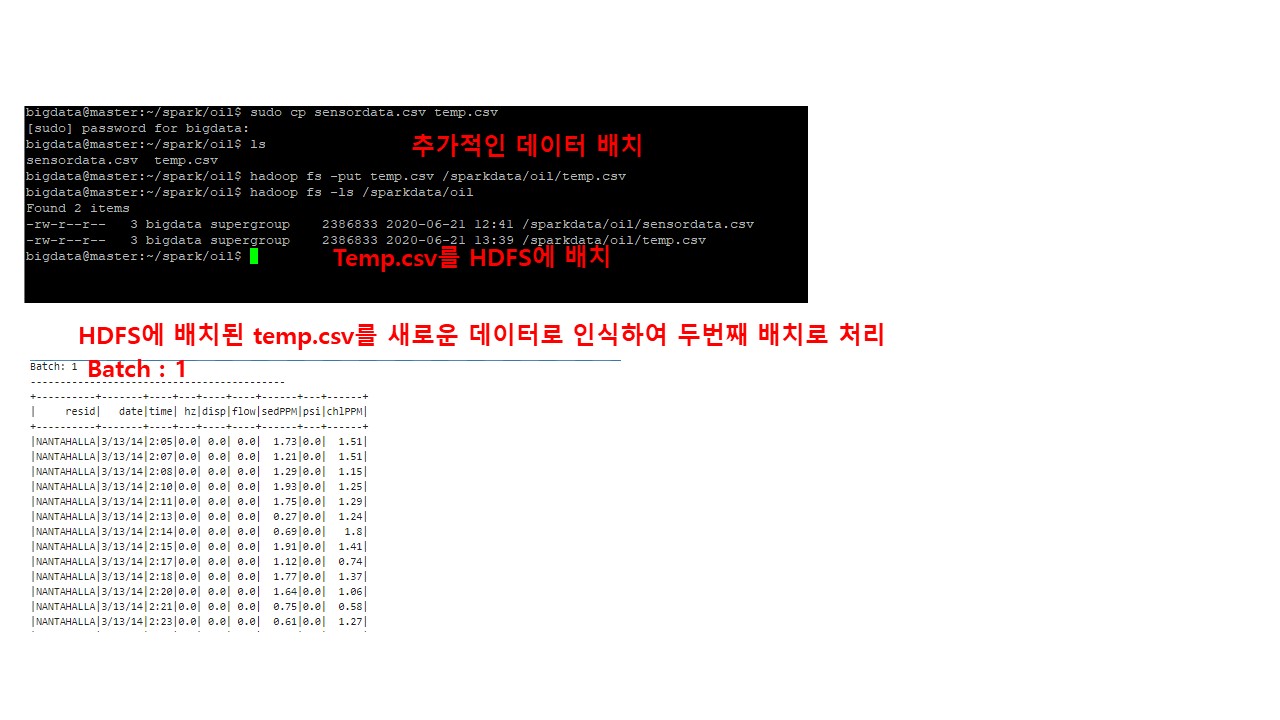 bigdata@master:~/spark/oil$ sudo cp sensordata.csv temp.csv
[sudo] password for bigdata:
bigdata@master:~/spark/oil$ ls
추가적인 데이터 배치
sensordata.csv  temp.csv
bigdata@master:~/spark/oil$ hadoop fs -put temp.csv /sparkdata/oil/temp.csv
bigdata@master:~/spark/oil$ hadoop fs -ls /sparkdata/oil
Found 2 items
-rw-r--r--   3 bigdata supergroup    2386833 2020-06-21 12:41 /sparkdata/oil/sensordata.csv
-rw-r--r--   3 bigdata supergroup    2386833 2020-06-21 13:39 /sparkdata/oil/temp.csv
bigdata@master:~/spark/oil$
Temp.csv를 HDFS에 배치
HDFS에 배치된 temp.csv를 새로운 데이터로 인식하여 두번째 배치로 처리
Batch: 1
Batch : 1
-------------------------------------------
+----------+-------+----+---+----+----+------+---+------+
|     resid|   date|time| hz|disp|flow|sedPPM|psi|chlPPM|
+----------+-------+----+---+----+----+------+---+------+
|NANTAHALLA|3/13/14|2:05|0.0| 0.0| 0.0|  1.73|0.0|  1.51|
|NANTAHALLA|3/13/14|2:07|0.0| 0.0| 0.0|  1.21|0.0|  1.51|
|NANTAHALLA|3/13/14|2:08|0.0| 0.0| 0.0|  1.29|0.0|  1.15|
|NANTAHALLA|3/13/14|2:10|0.0| 0.0| 0.0|  1.93|0.0|  1.25|
|NANTAHALLA|3/13/14|2:11|0.0| 0.0| 0.0|  1.75|0.0|  1.29|
|NANTAHALLA|3/13/14|2:13|0.0| 0.0| 0.0|  0.27|0.0|  1.24|
|NANTAHALLA|3/13/14|2:14|0.0| 0.0| 0.0|  0.69|0.0|   1.8|
|NANTAHALLA|3/13/14|2:15|0.0| 0.0| 0.0|  1.91|0.0|  1.41|
|NANTAHALLA|3/13/14|2:17|0.0| 0.0| 0.0|  1.12|0.0|  0.74|
|NANTAHALLA|3/13/14|2:18|0.0| 0.0| 0.0|  1.77|0.0|  1.37|
|NANTAHALLA|3/13/14|2:20|0.0| 0.0| 0.0|  1.64|0.0|  1.06|
|NANTAHALLA|3/13/14|2:21|0.0| 0.0| 0.0|  0.75|0.0|  0.58|
|NANTAHALLA|3/13/14|2:23|0.0| 0.0| 0.0|  0.61|0.0|  1.27|